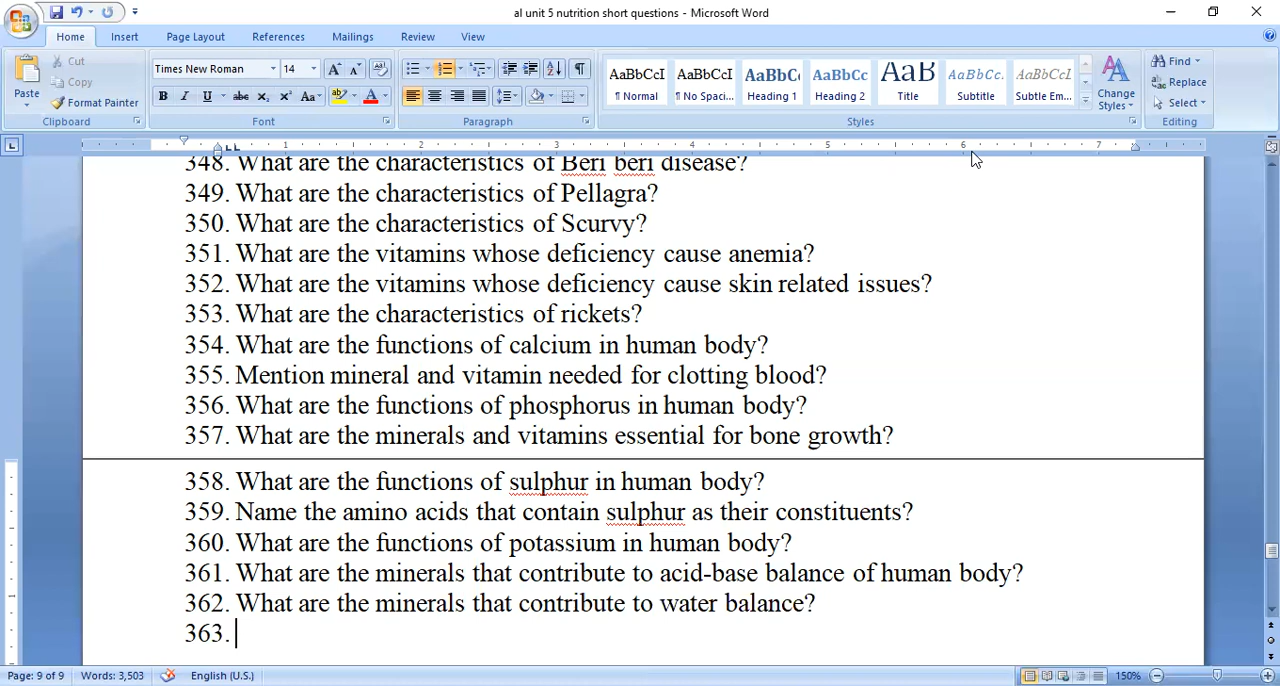 al unit 5 nutrition short questions - Microsoft Word
Home Insert Page Layout References Mailings Review View
Paste Cut Copy Format Painter
Times New Roman 14
AaBbCcI AaBbCcI AaBbCc AaBbCc AaB AaBbCc. AaBbCcI
¶ Normal ¶ No Spaci... Heading 1 Heading 2 Title Subtitle Subtle Em...
Change Styles
Find
Replace
Select
Clipboard Font Paragraph Styles Editing
1 2 3 4 5 6 7
348. What are the characteristics of Beri beri disease?
349. What are the characteristics of Pellagra?
350. What are the characteristics of Scurvy?
351. What are the vitamins whose deficiency cause anemia?
352. What are the vitamins whose deficiency cause skin related issues?
353. What are the characteristics of rickets?
354. What are the functions of calcium in human body?
355. Mention mineral and vitamin needed for clotting blood?
356. What are the functions of phosphorus in human body?
357. What are the minerals and vitamins essential for bone growth?
358. What are the functions of sulphur in human body?
359. Name the amino acids that contain sulphur as their constituents?
360. What are the functions of potassium in human body?
361. What are the minerals that contribute to acid-base balance of human body?
362. What are the minerals that contribute to water balance?
363.
Page: 9 of 9 Words: 3,503 English (U.S.) 150%